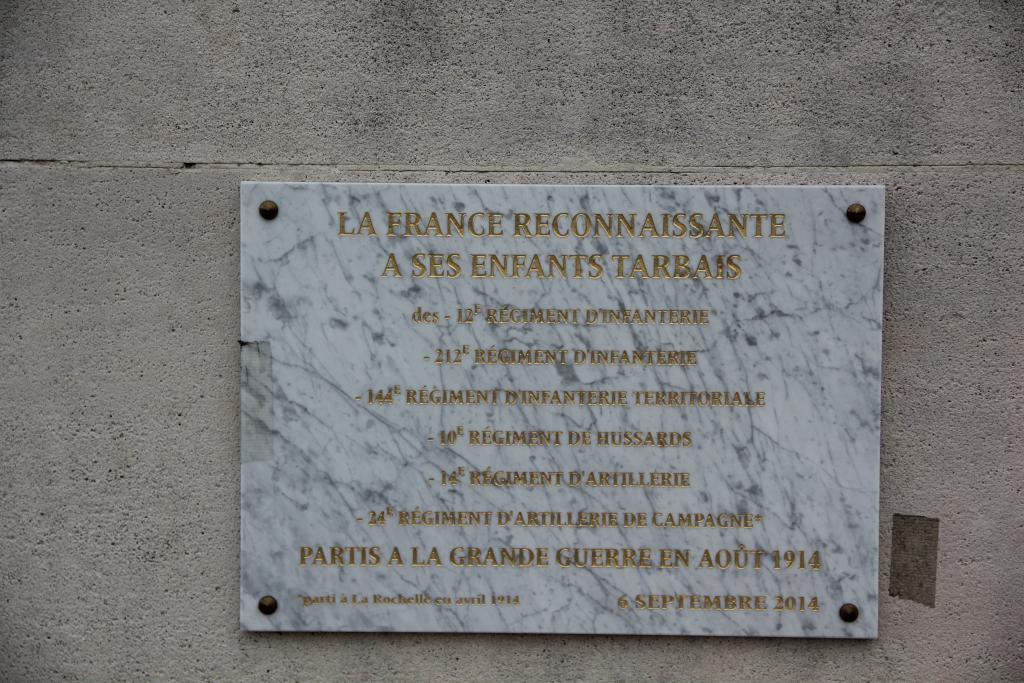 LA FRANCE RECONNAISSANTE
A SES ENFANTS TARBAIS
des - 12E RÉGIMENT D'INFANTERIE
- 212E RÉGIMENT D'INFANTERIE
- 144E RÉGIMENT D'INFANTERIE TERRITORIALE
- 10E RÉGIMENT DE HUSSARDS
- 14E RÉGIMENT D'ARTILLERIE
- 24E RÉGIMENT D'ARTILLERIE DE CAMPAGNE*
PARTIS A LA GRANDE GUERRE EN AOÛT 1914
*parti à La Rochelle en avril 1914
6 SEPTEMBRE 2014